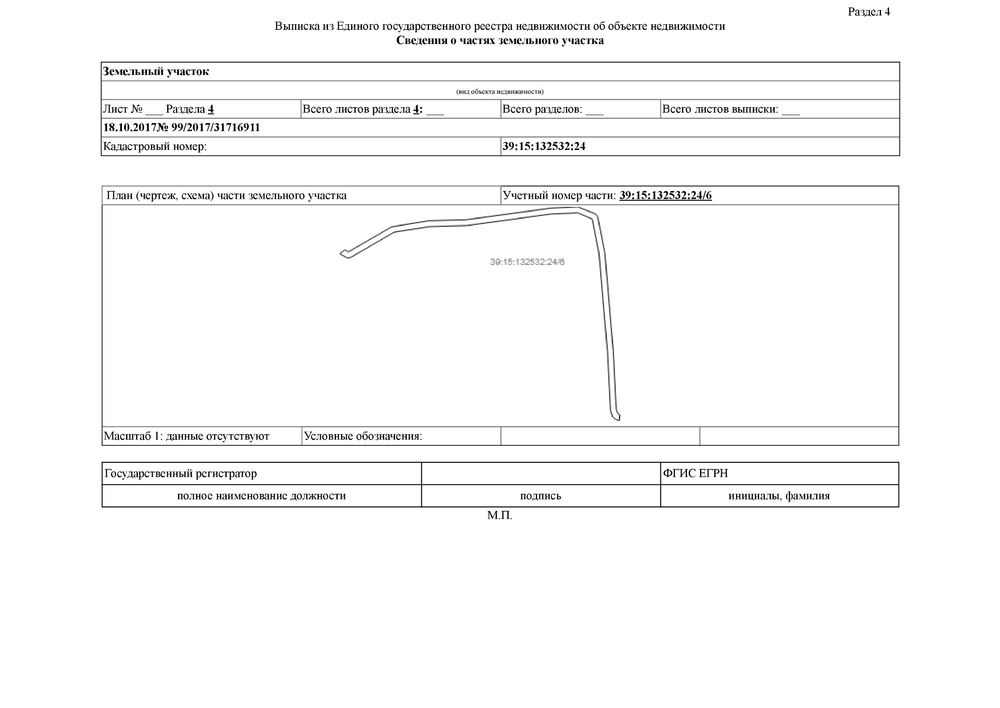 Раздел 4
Выписка из Единого государственного реестра недвижимости об объекте недвижимости
Сведения о частях земельного участка
Земельный участок
(вид объекта недвижимости)
Лист № ___ Раздела 4
Всего листов раздела 4: ___
Всего разделов: ___
Всего листов выписки: ___
18.10.2017№ 99/2017/31716911
Кадастровый номер:
39:15:132532:24
План (чертеж, схема) части земельного участка
Учетный номер части: 39:15:132532:24/6
39:15:132532:24/6
Масштаб 1: данные отсутствуют
Условные обозначения:
Государственный регистратор
ФГИС ЕГРН
полное наименование должности
подпись
инициалы, фамилия
М.П.